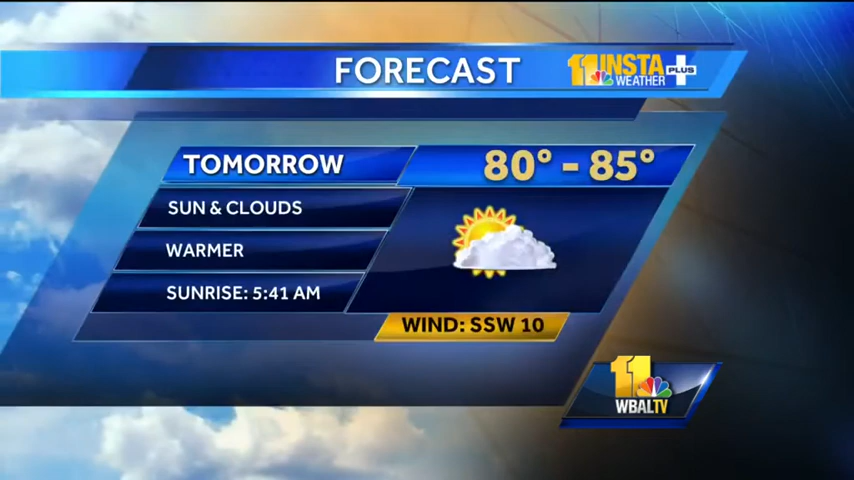 FORECAST
11 INSTA
WEATHER PLUS
TOMORROW
80° - 85°
SUN & CLOUDS
WARMER
SUNRISE: 5:41 AM
WIND: SSW 10
11
WBALTV